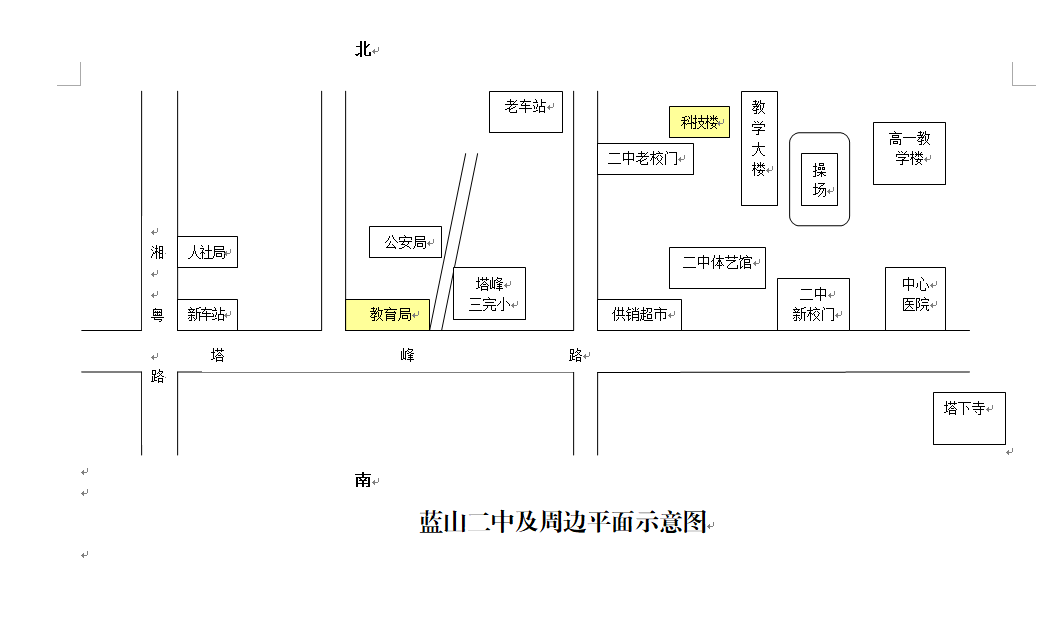 北
老车站
科技楼
教
学
大
楼
高一教
学楼
二中老校门
操
场
公安局
湘
人社局
二中体艺馆
塔峰
三完小
中心
医院
二中
新校门
粤
新车站
教育局
供销超市
塔 峰 路
路
塔下寺
南
蓝山二中及周边平面示意图